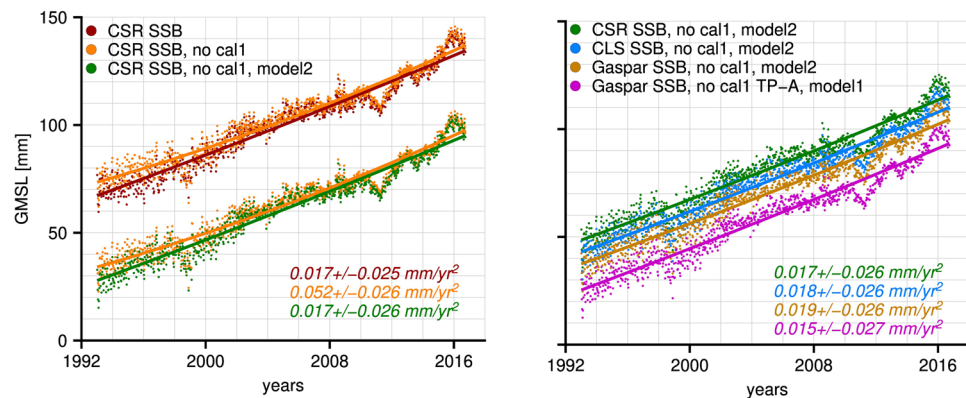 150
100
50
0
GMSL [mm]
CSR SSB
CSR SSB, no cal1
CSR SSB, no cal1, model2
0.017+/−0.025 mm/yr²
0.052+/−0.026 mm/yr²
0.017+/−0.026 mm/yr²
1992 2000 2008 2016
years
CSR SSB, no cal1, model2
CLS SSB, no cal1, model2
Gaspar SSB, no cal1, model2
Gaspar SSB, no cal1 TP−A, model1
0.017+/−0.026 mm/yr²
0.018+/−0.026 mm/yr²
0.019+/−0.026 mm/yr²
0.015+/−0.027 mm/yr²
1992 2000 2008 2016
years